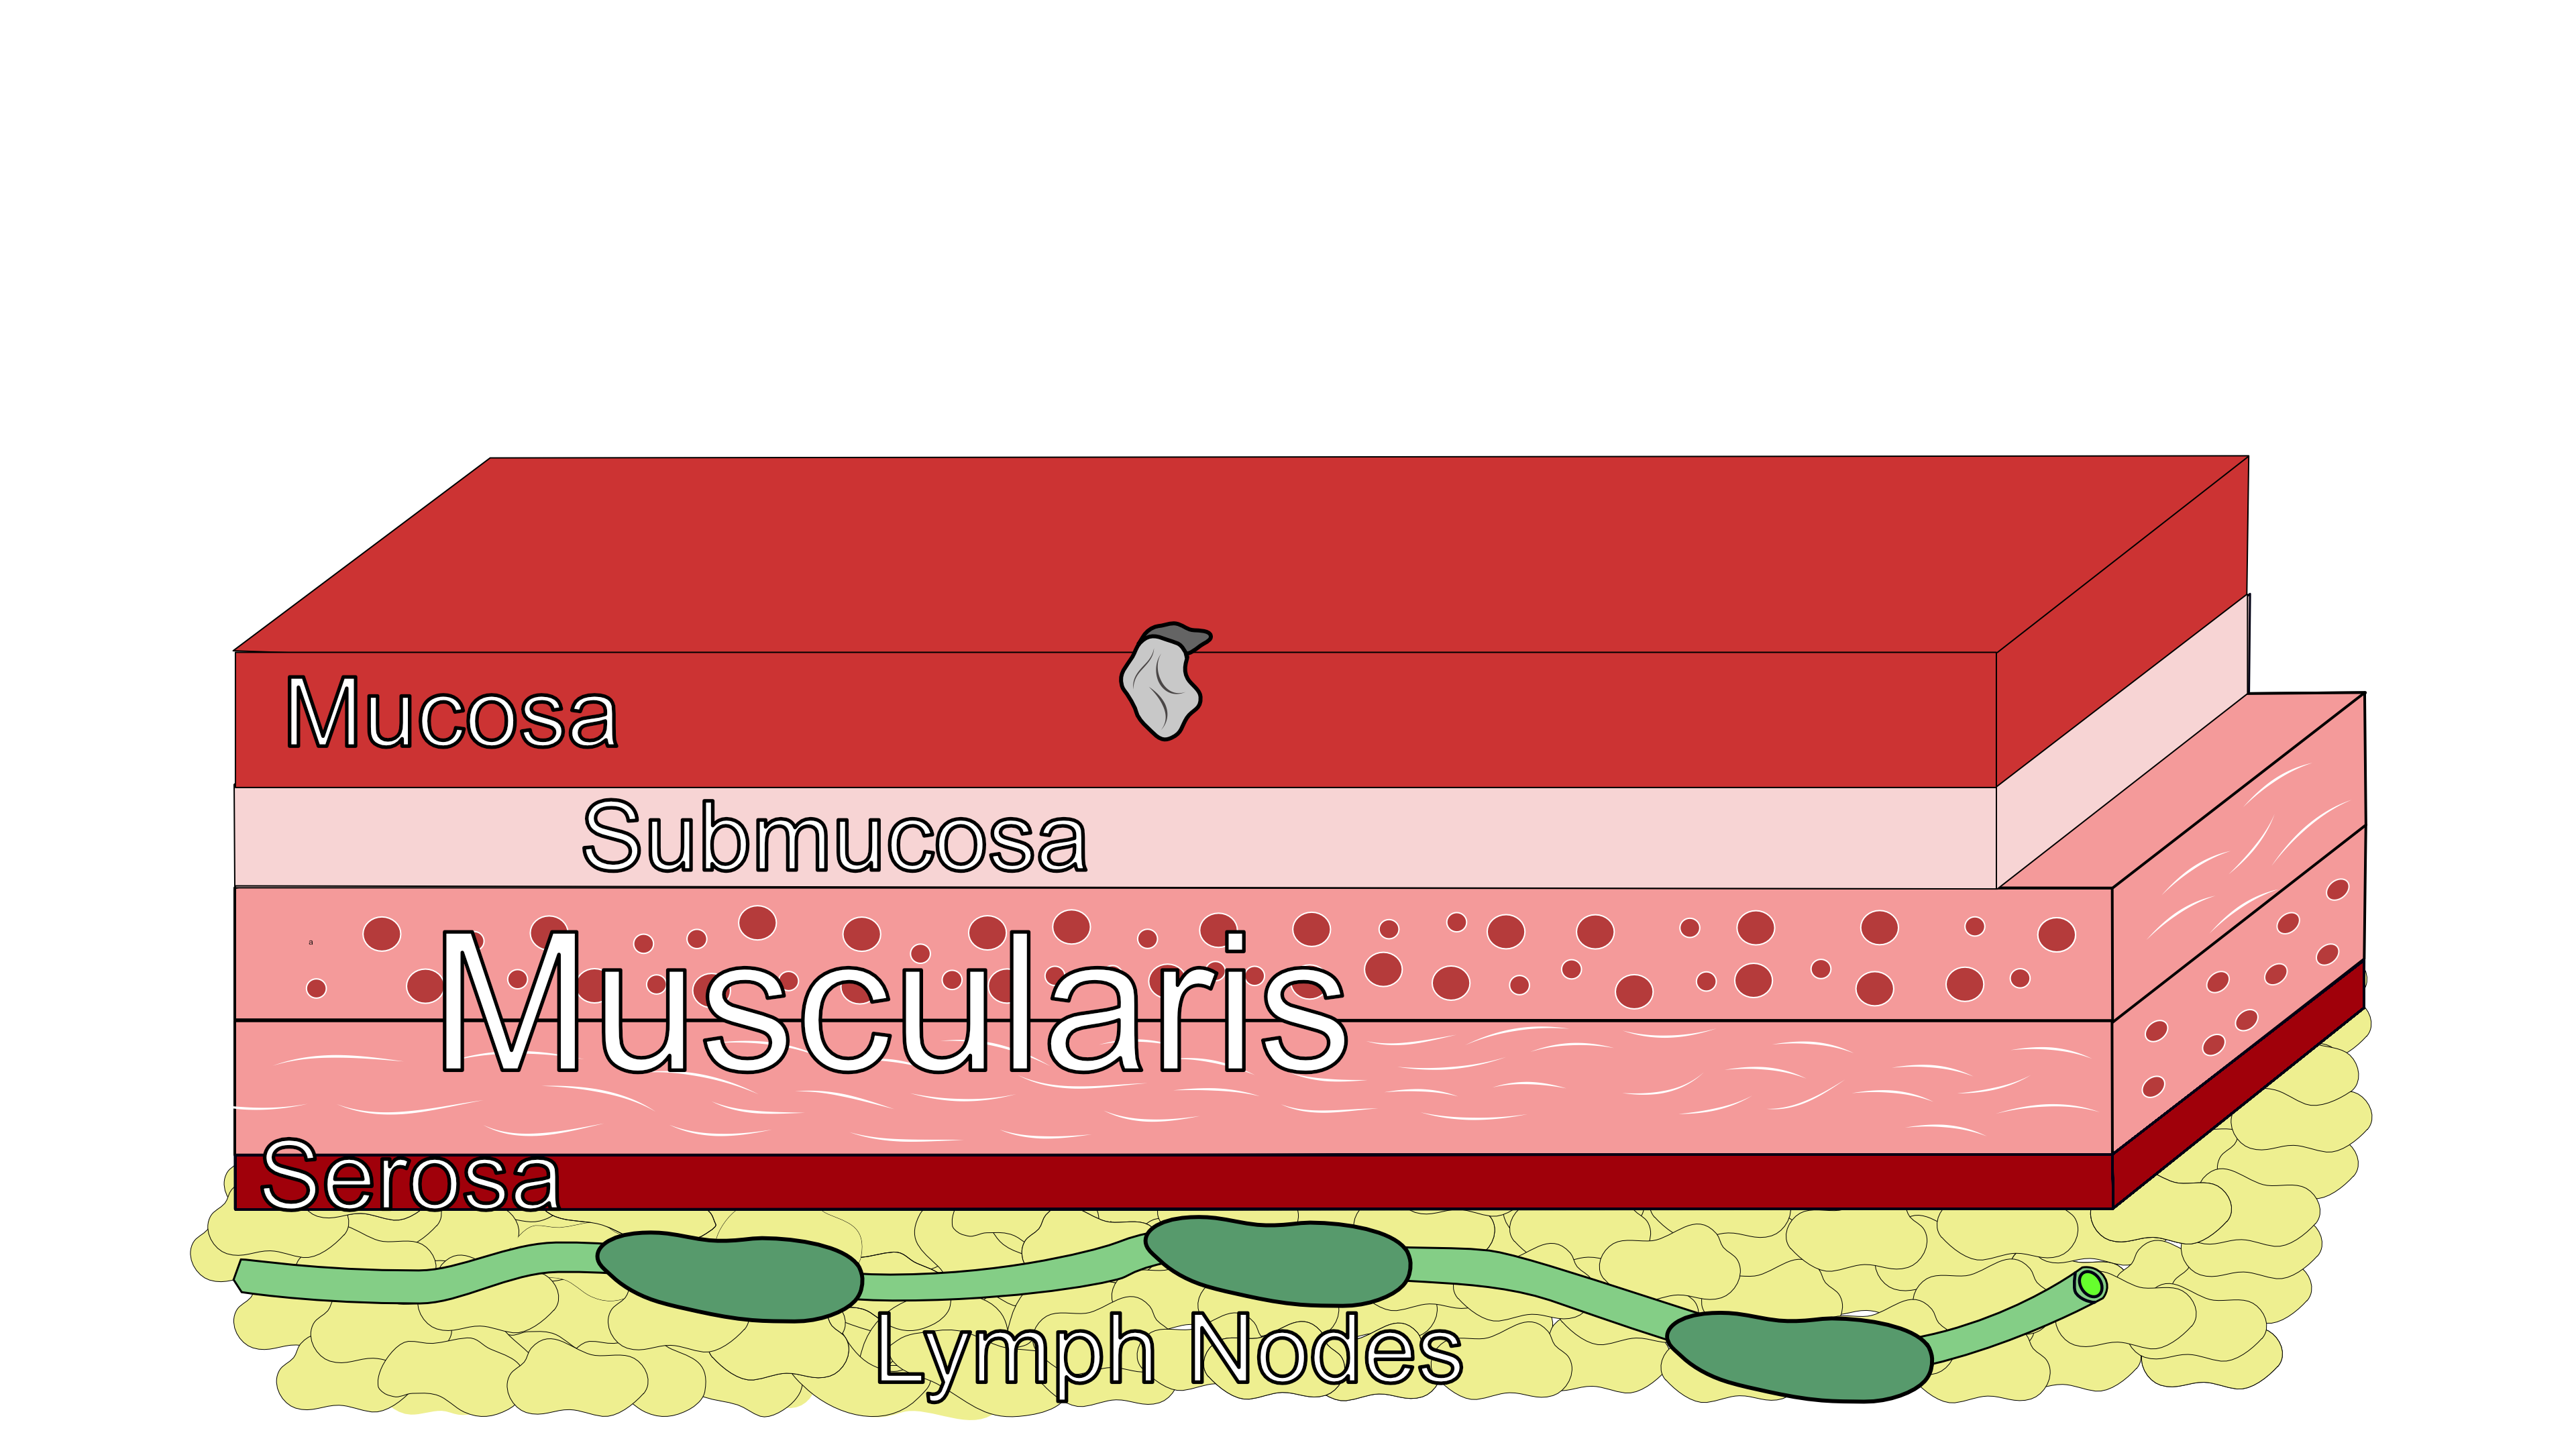 Mucosa
Submucosa
a
Muscularis
Serosa
Lymph Nodes